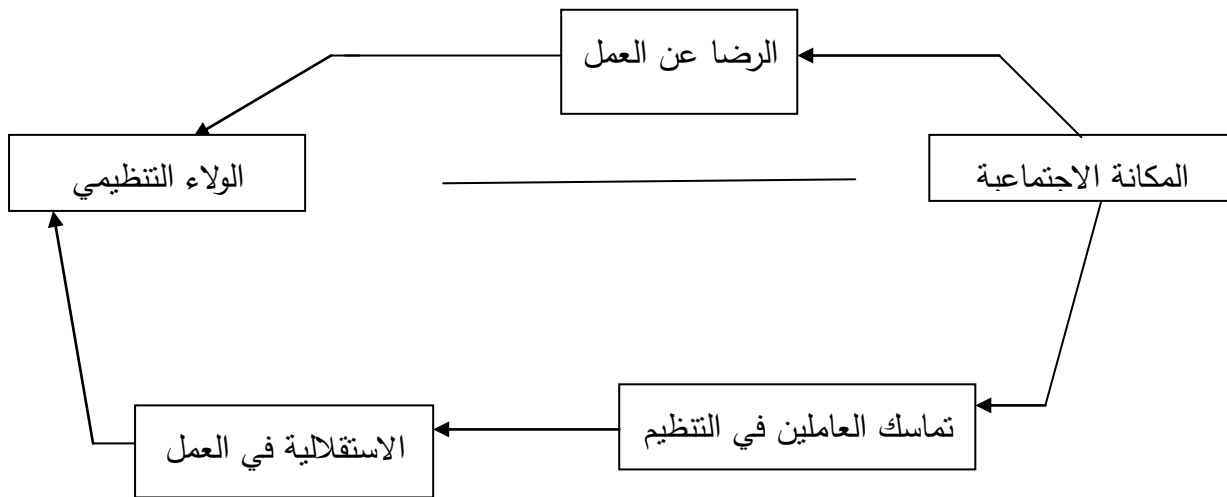 الرضا عن العمل
المكانة الاجتماعية
الولاء التنظيمي
تماسك العاملين في التنظيم
الاستقلالية في العمل